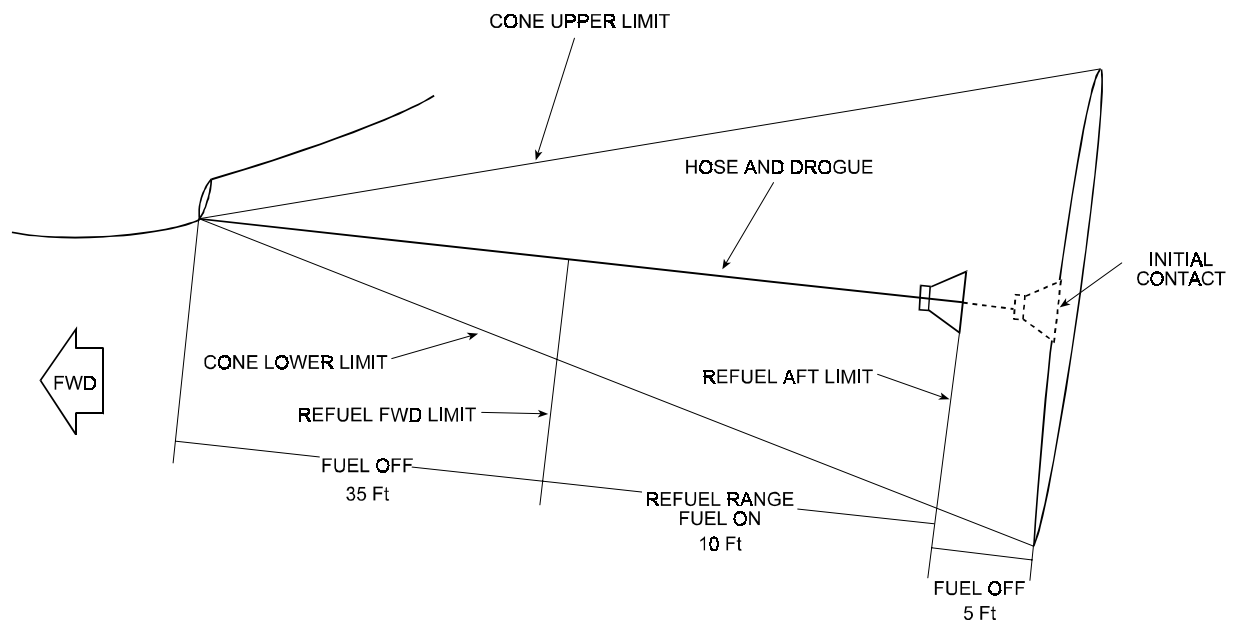 CONE UPPER LIMIT
HOSE AND DROGUE
INITIAL
CONTACT
CONE LOWER LIMIT
FWD
REFUEL AFT LIMIT
REFUEL FWD LIMIT
FUEL OFF
35 Ft
REFUEL RANGE
FUEL ON
10 Ft
FUEL OFF
5 Ft